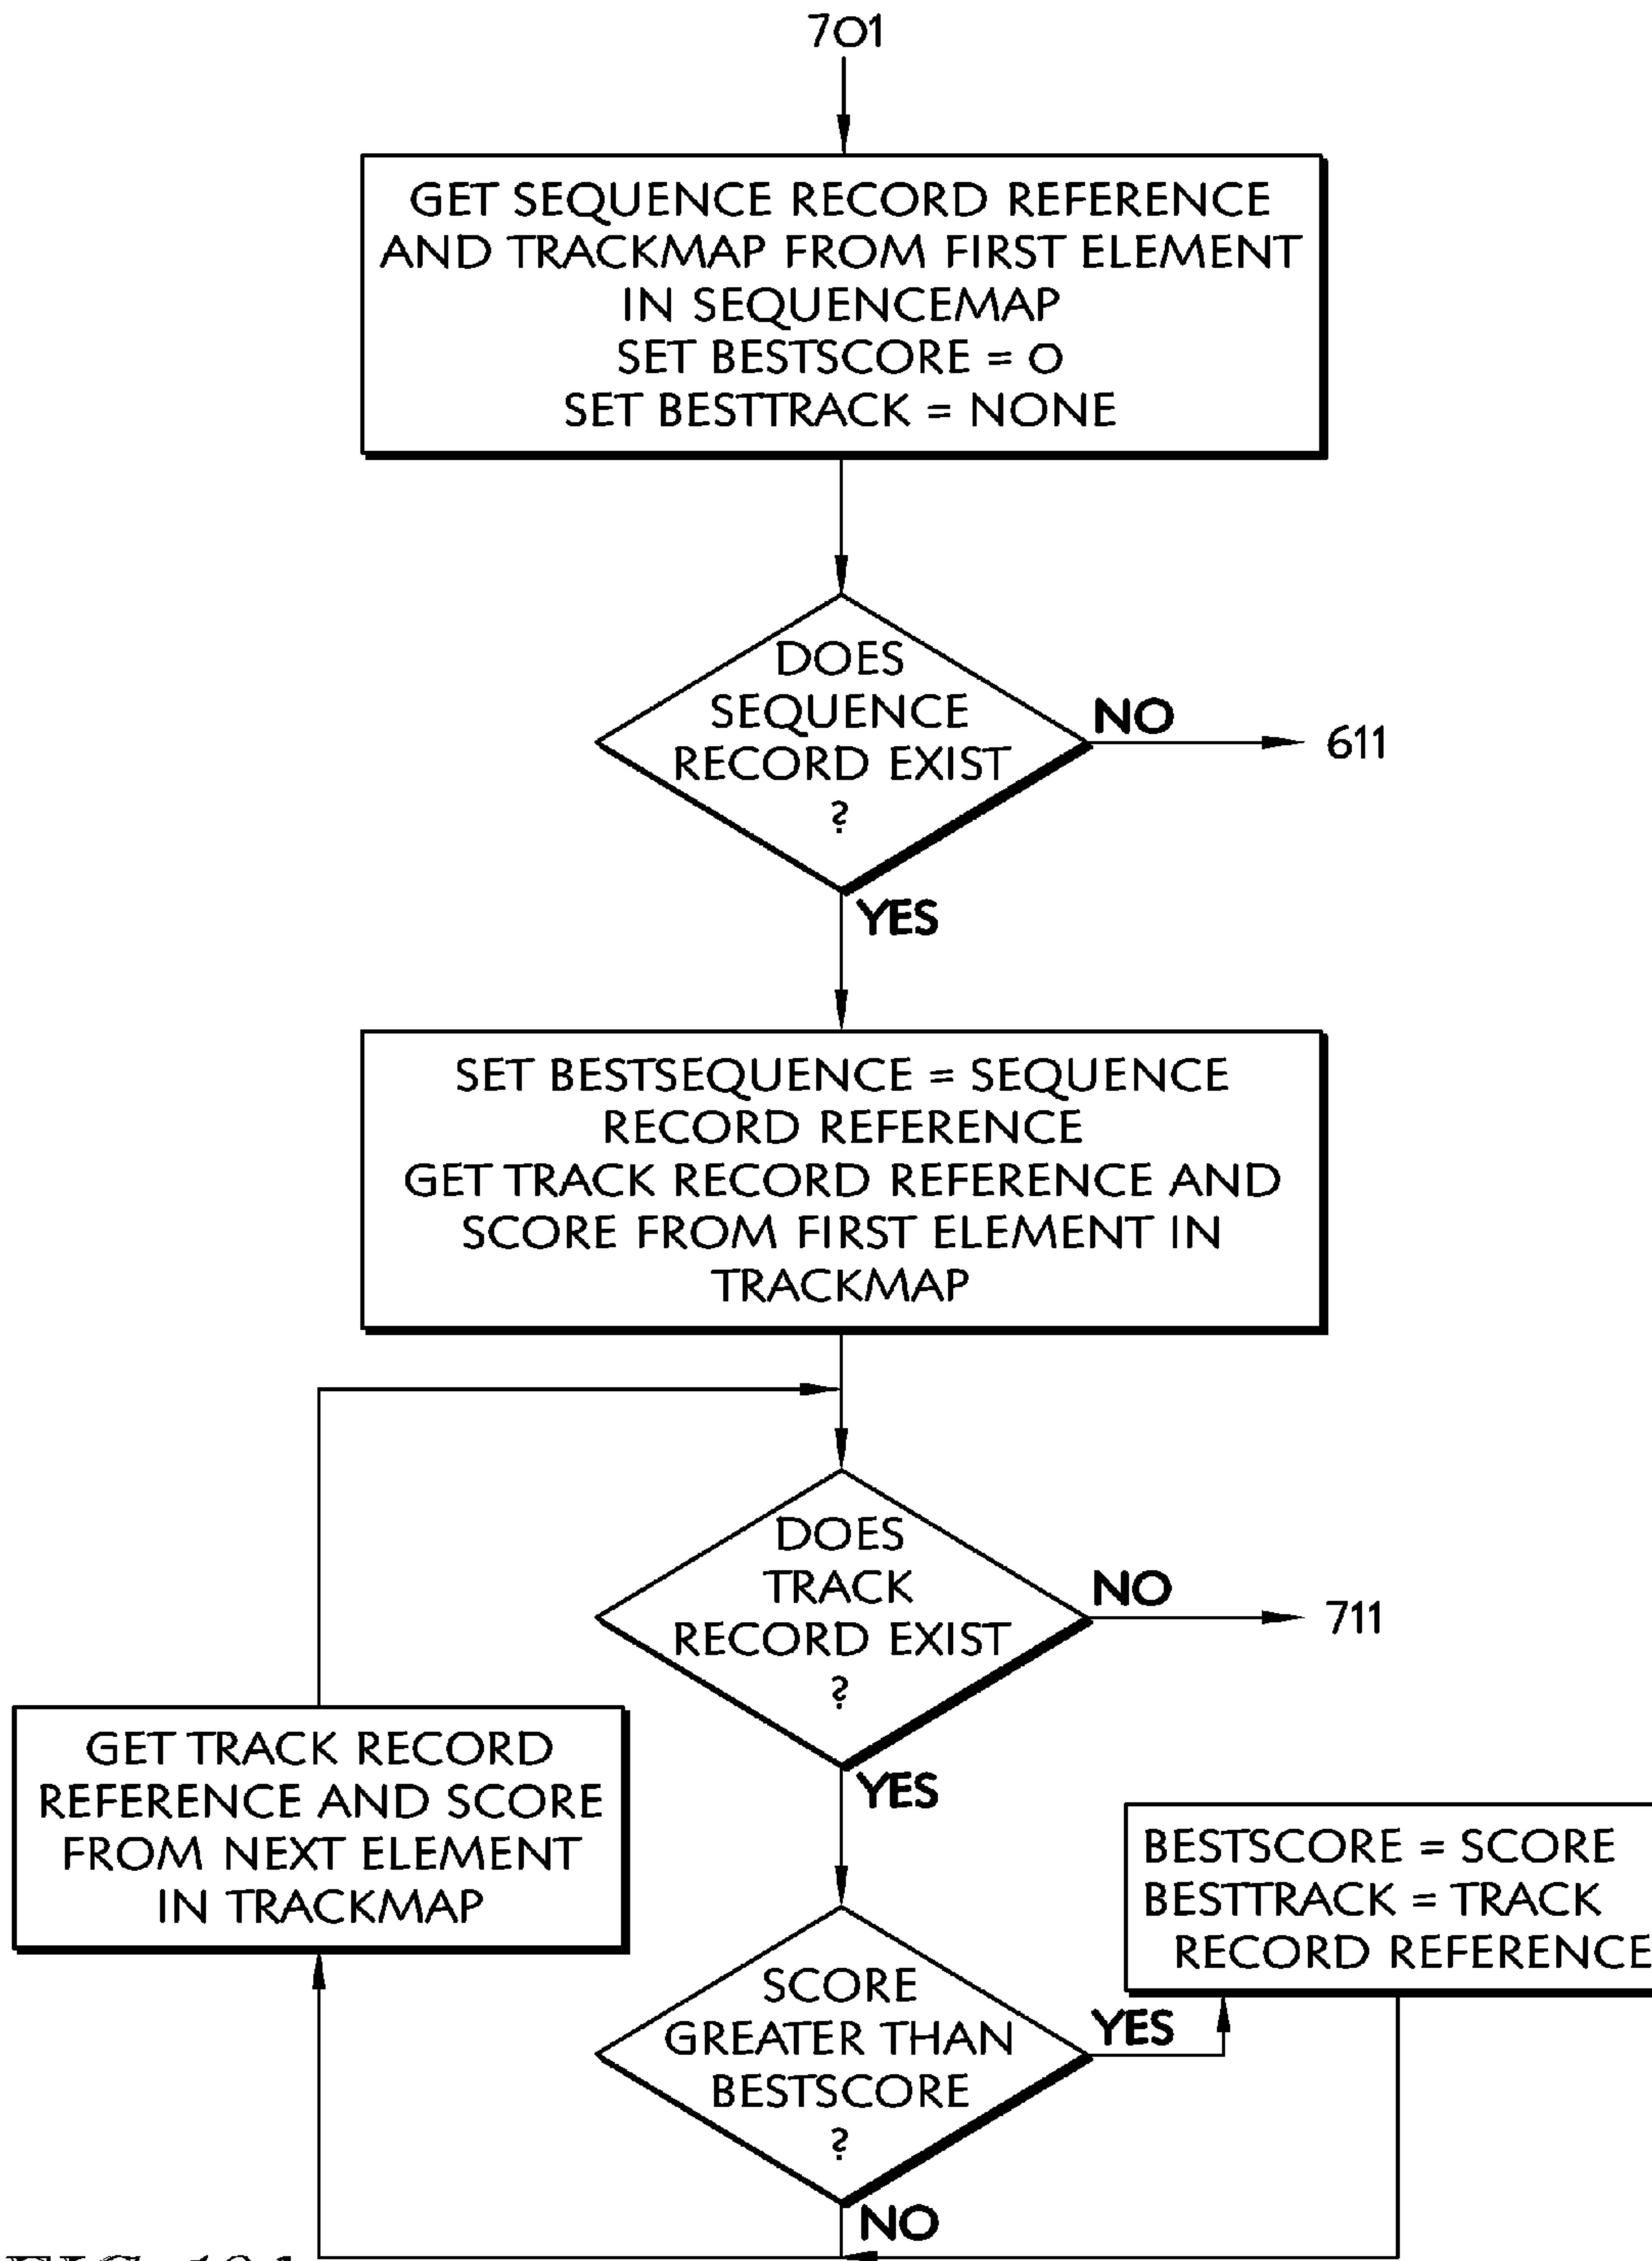 701
GET SEQUENCE RECORD REFERENCE
AND TRACKMAP FROM FIRST ELEMENT
IN SEQUENCEMAP
SET BESTSCORE = 0
SET BESTTRACK = NONE
DOES
SEQUENCE
RECORD EXIST
?
NO
611
YES
SET BESTSEQUENCE = SEQUENCE
RECORD REFERENCE
GET TRACK RECORD REFERENCE AND
SCORE FROM FIRST ELEMENT IN
TRACKMAP
DOES
TRACK
RECORD EXIST
?
NO
711
YES
GET TRACK RECORD
REFERENCE AND SCORE
FROM NEXT ELEMENT
IN TRACKMAP
BESTSCORE = SCORE
BESTTRACK = TRACK
RECORD REFERENCE
SCORE
GREATER THAN
BESTSCORE
?
YES
NO